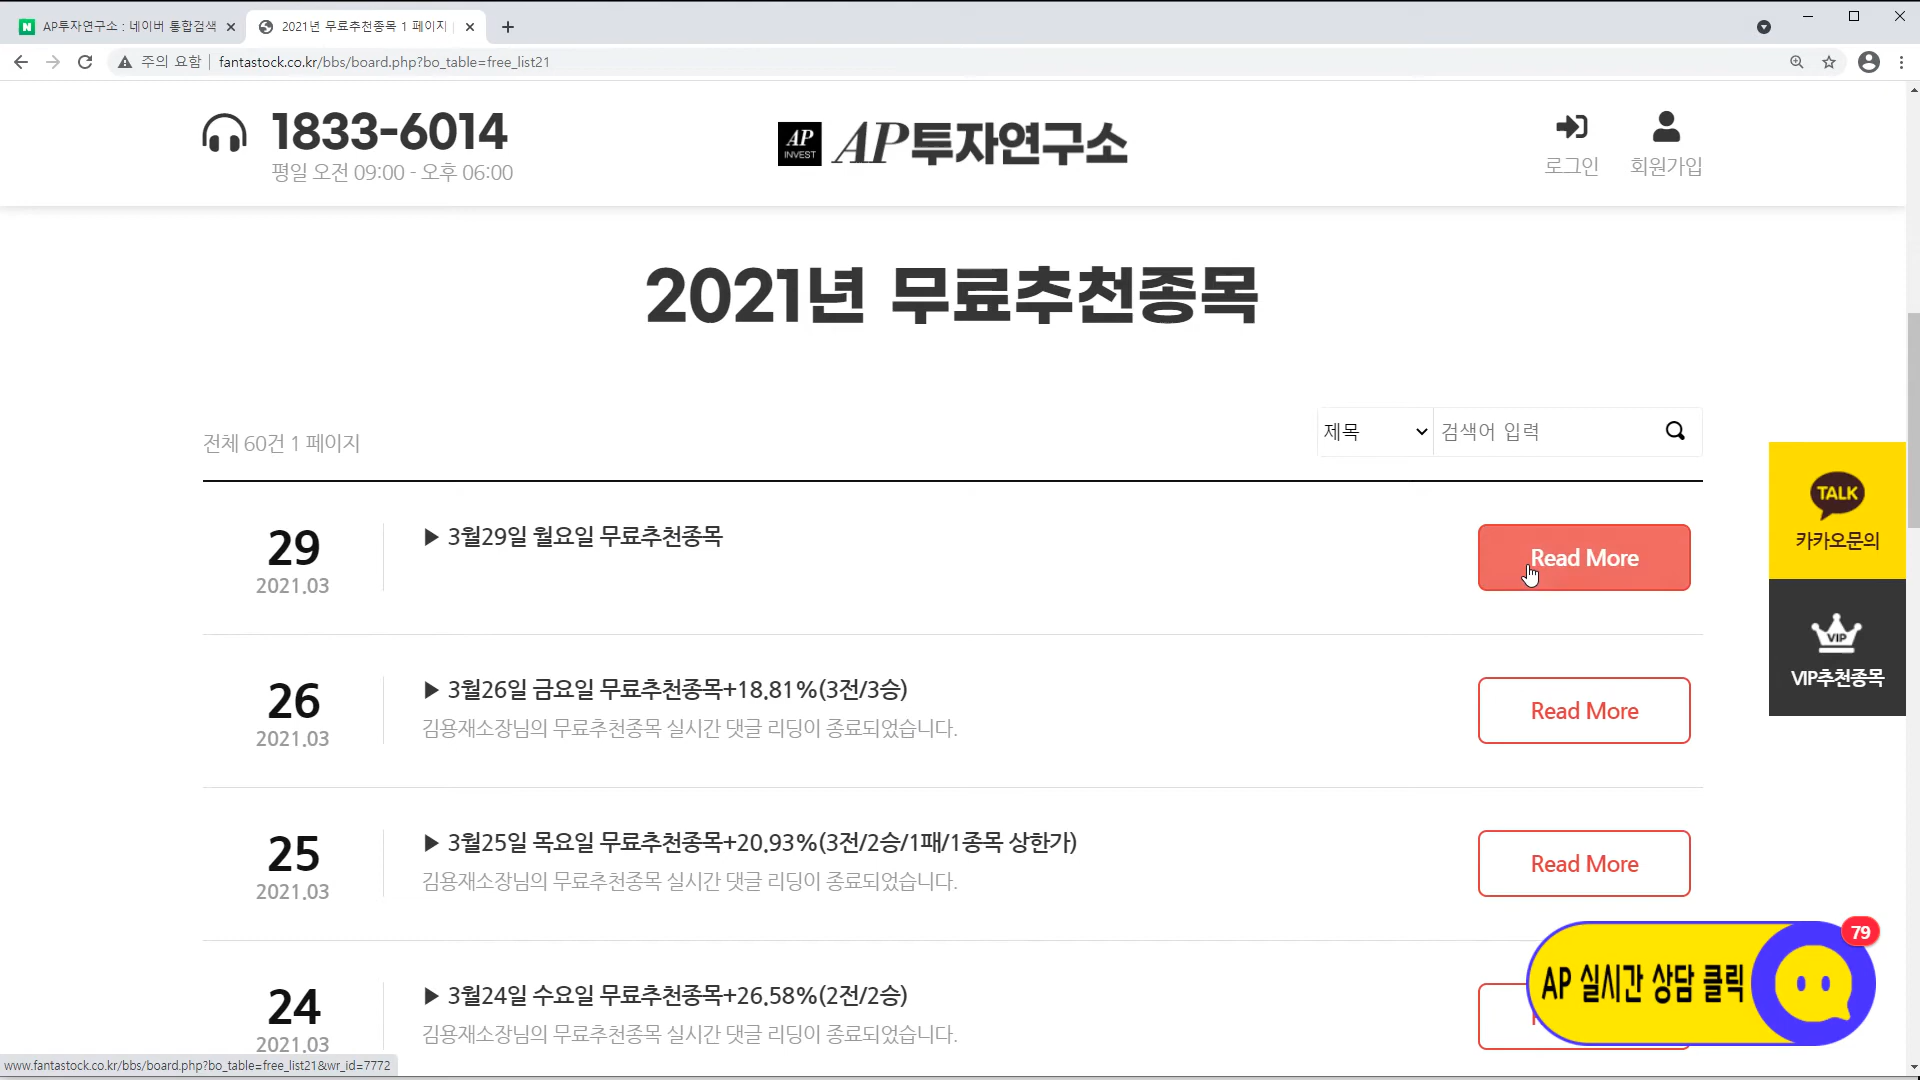 AP투자연구소 : 네이버 통합검색
2021년 무료추천종목 1 페이지
주의 요함 | fantastock.co.kr/bbs/board.php?bo_table=free_list21
1833-6014
평일 오전 09:00 - 오후 06:00
AP INVEST
AP투자연구소
로그인
회원가입
2021년 무료추천종목
전체 60건 1 페이지
제목
검색어 입력
29
2021.03
▶ 3월29일 월요일 무료추천종목
Read More
26
2021.03
▶ 3월26일 금요일 무료추천종목+18.81%(3전/3승)
김용재소장님의 무료추천종목 실시간 댓글 리딩이 종료되었습니다.
Read More
25
2021.03
▶ 3월25일 목요일 무료추천종목+20.93%(3전/2승/1패/1종목 상한가)
김용재소장님의 무료추천종목 실시간 댓글 리딩이 종료되었습니다.
Read More
24
2021.03
▶ 3월24일 수요일 무료추천종목+26.58%(2전/2승)
김용재소장님의 무료추천종목 실시간 댓글 리딩이 종료되었습니다.
TALK
카카오문의
VIP
VIP추천종목
79
AP 실시간 상담 클릭
www.fantastock.co.kr/bbs/board.php?bo_table=free_list21&wr_id=7772